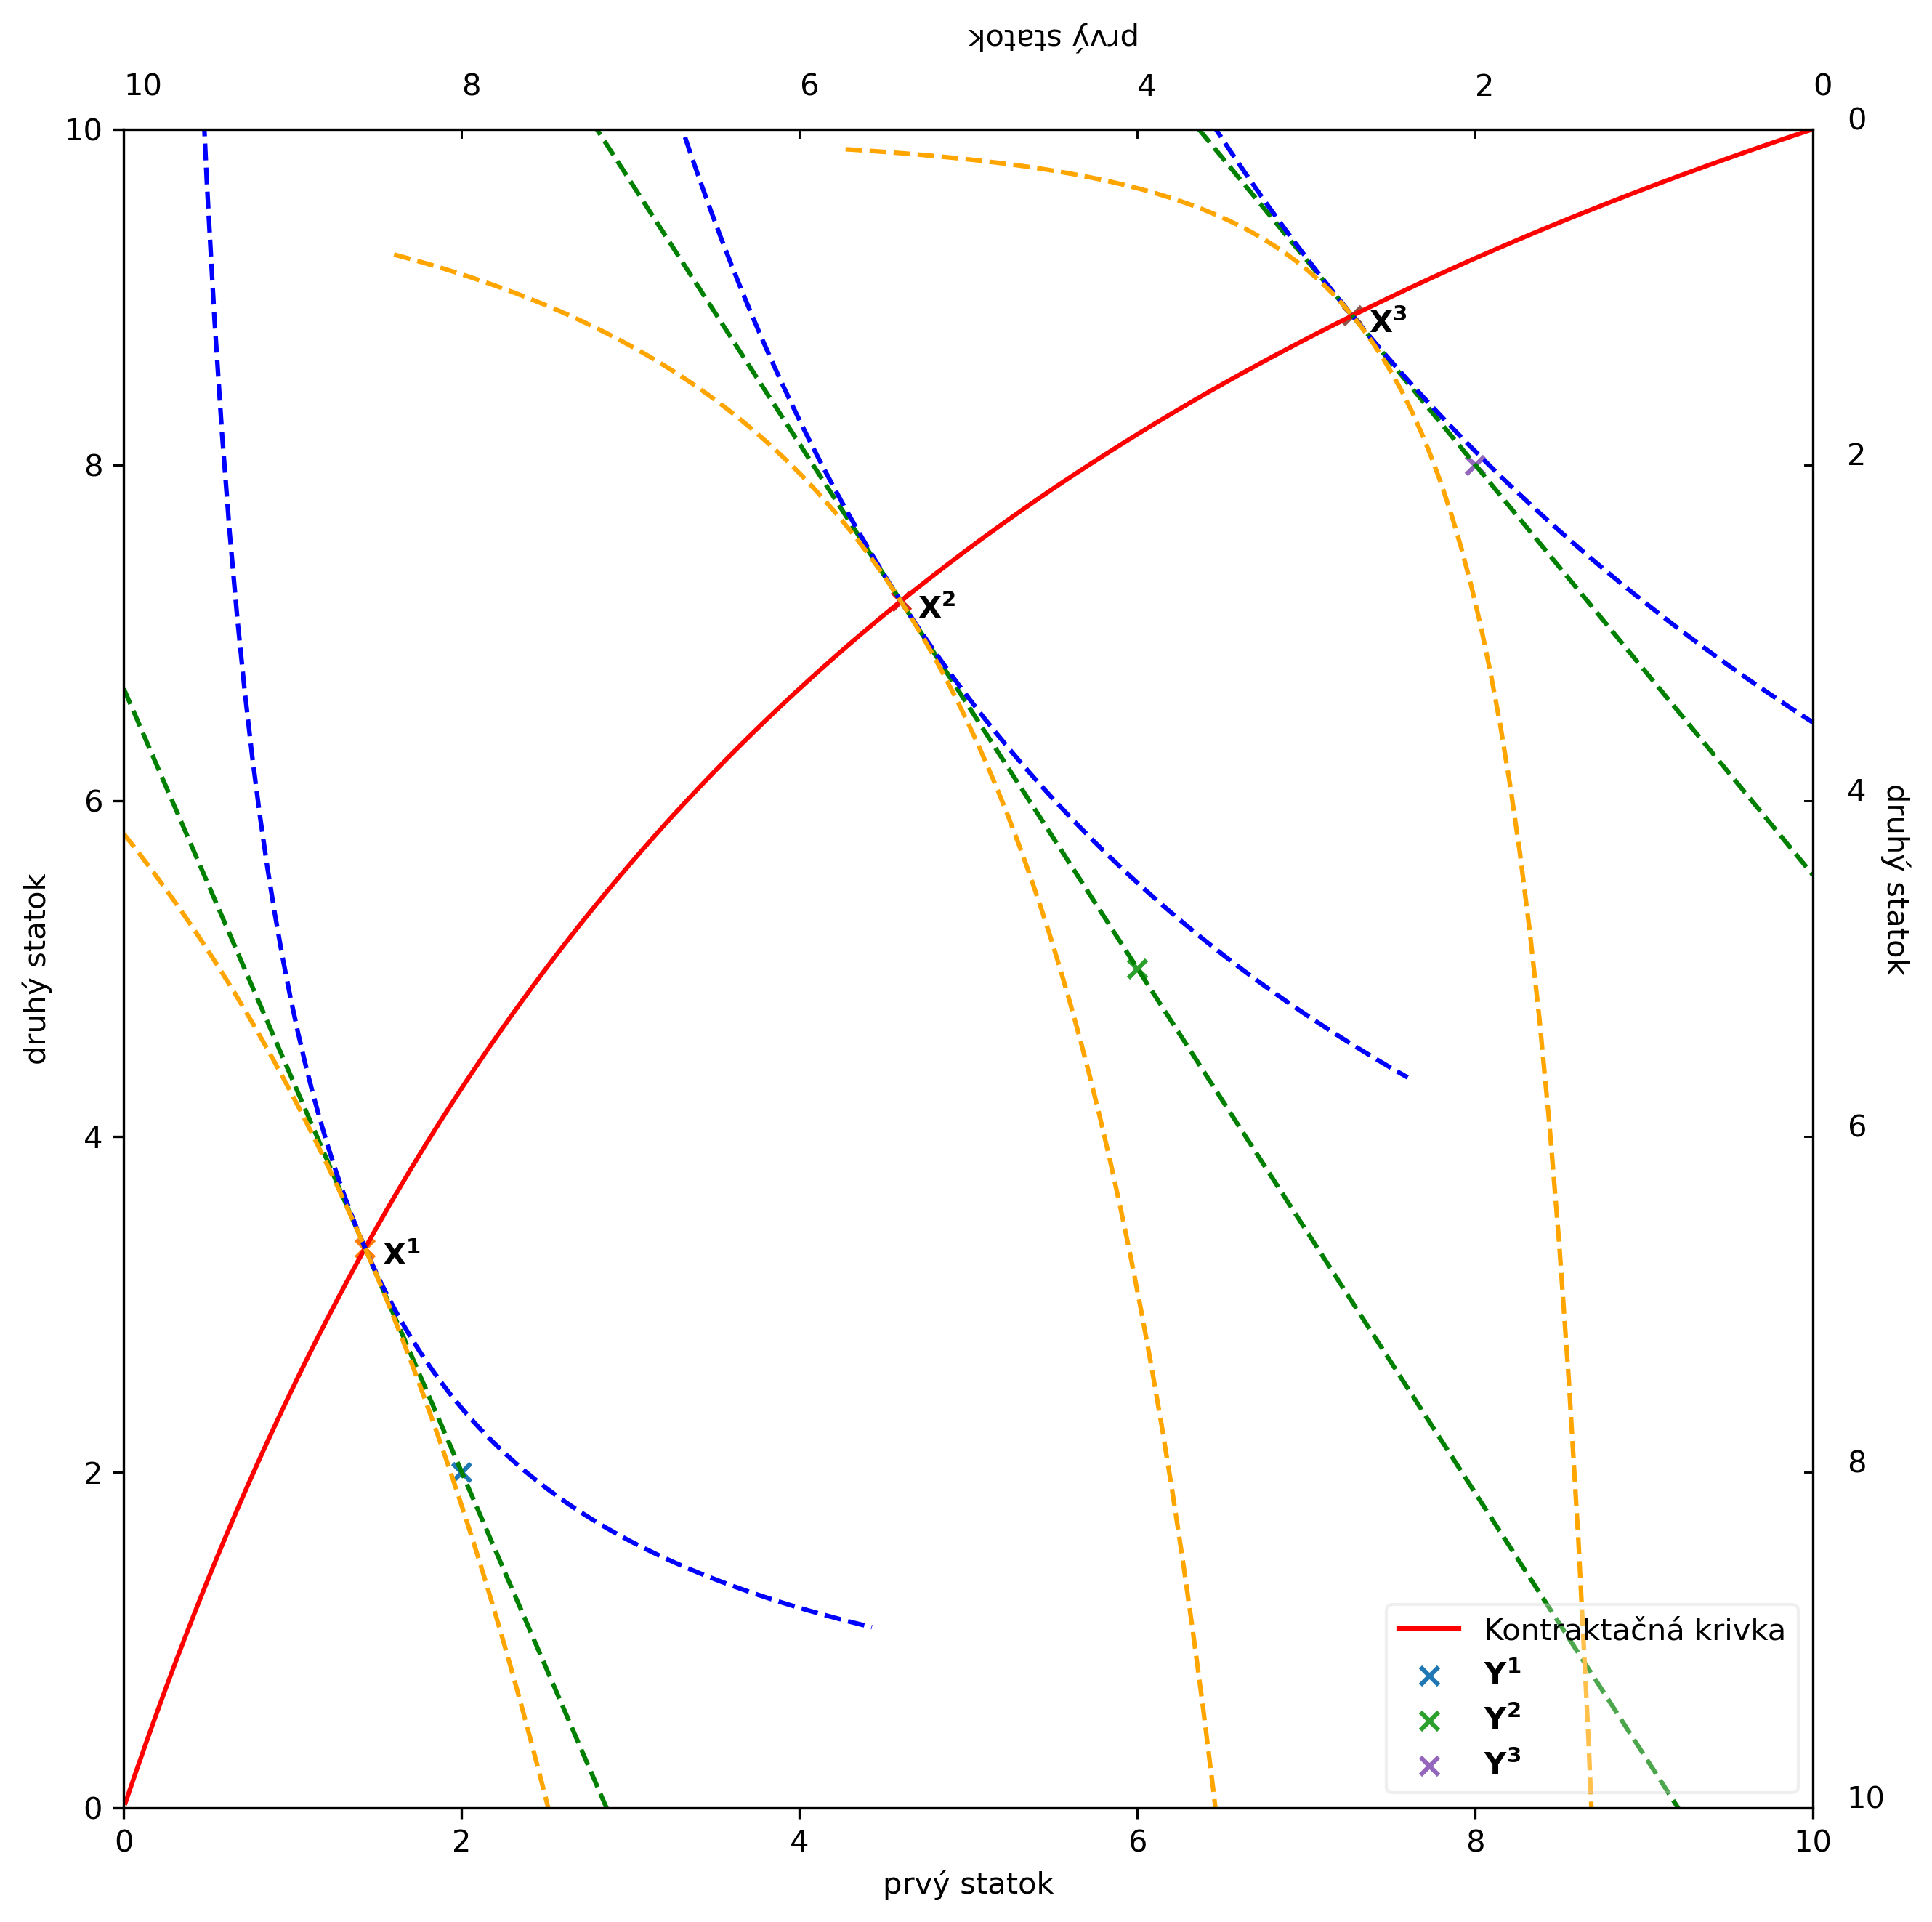 prvý statok
10 8 6 4 2 0
10 0
X³
8 2
X²
6 4
druhý statok
druhý statok
4 6
X¹
2 8
Kontraktačná krivka
Y¹
Y²
Y³
0 10
0 2 4 6 8 10
prvý statok